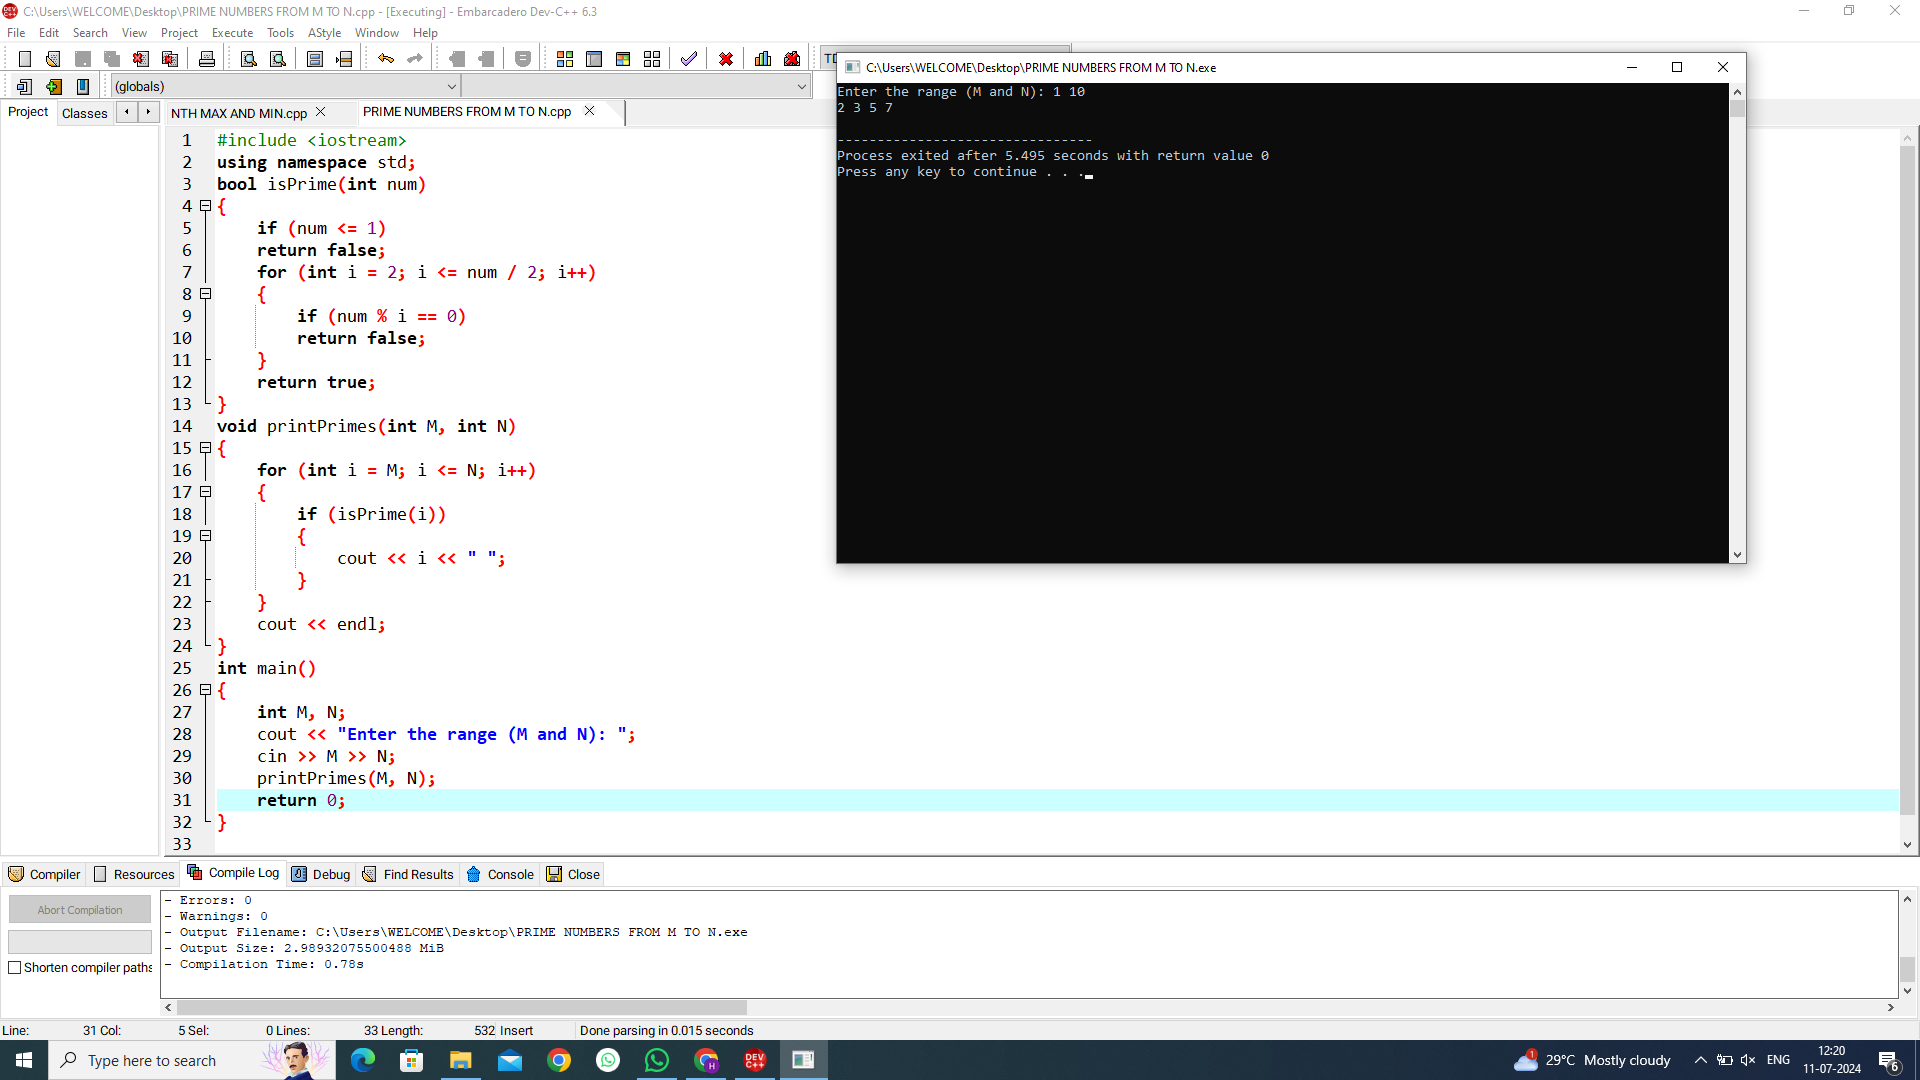 C:\Users\WELCOME\Desktop\PRIME NUMBERS FROM M TO N.cpp - [Executing] - Embarcadero Dev-C++ 6.3
File Edit Search View Project Execute Tools AStyle Window Help
(globals)
Project Classes NTH MAX AND MIN.cpp PRIME NUMBERS FROM M TO N.cpp
1 #include <iostream>
2 using namespace std;
3 bool isPrime(int num)
4 {
5 if (num <= 1)
6 return false;
7 for (int i = 2; i <= num / 2; i++)
8 {
9 if (num % i == 0)
10 return false;
11 }
12 return true;
13 }
14 void printPrimes(int M, int N)
15 {
16 for (int i = M; i <= N; i++)
17 {
18 if (isPrime(i))
19 {
20 cout << i << " ";
21 }
22 }
23 cout << endl;
24 }
25 int main()
26 {
27 int M, N;
28 cout << "Enter the range (M and N): ";
29 cin >> M >> N;
30 printPrimes(M, N);
31 return 0;
32 }
33
C:\Users\WELCOME\Desktop\PRIME NUMBERS FROM M TO N.exe
Enter the range (M and N): 1 10
2 3 5 7
--------------------------------
Process exited after 5.495 seconds with return value 0
Press any key to continue . . .
Compiler Resources Compile Log Debug Find Results Console Close
Abort Compilation
Shorten compiler paths
- Errors: 0
- Warnings: 0
- Output Filename: C:\Users\WELCOME\Desktop\PRIME NUMBERS FROM M TO N.exe
- Output Size: 2.98932075500488 MiB
- Compilation Time: 0.78s
Line: 31 Col: 5 Sel: 0 Lines: 33 Length: 532 Insert Done parsing in 0.015 seconds
Type here to search
DEV C++
1 29°C Mostly cloudy ENG 12:20
11-07-2024
6